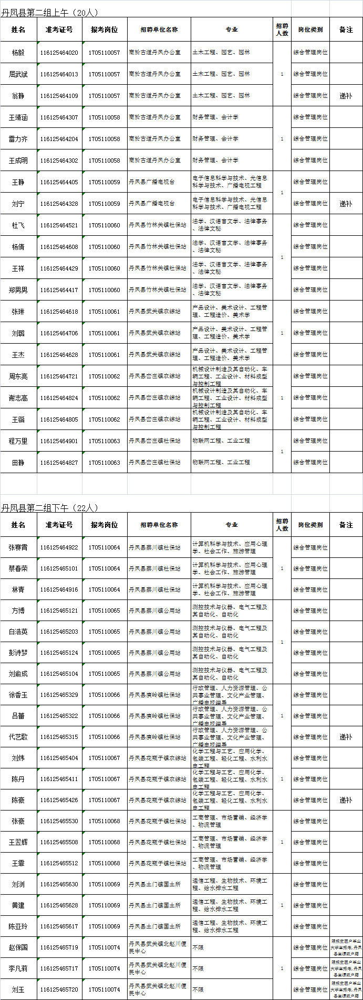 丹凤县第二组上午（20人）
姓名 准考证号 报考岗位 招聘单位名称 专业 招聘人数 岗位类别 备注
杨毅 116125464020 1705110057 商於古道丹凤办公室 土木工程、园艺、园林 综合管理岗位
屈武斌 116125464013 1705110057 商於古道丹凤办公室 土木工程、园艺、园林 1 综合管理岗位
翁静 116125464109 1705110057 商於古道丹凤办公室 土木工程、园艺、园林 综合管理岗位 递补
王靖涵 116125464307 1705110058 商於古道丹凤办公室 财务管理、会计学 综合管理岗位
雷力齐 116125464204 1705110058 商於古道丹凤办公室 财务管理、会计学 1 综合管理岗位
王成明 116125464302 1705110058 商於古道丹凤办公室 财务管理、会计学 综合管理岗位
王静 116125464405 1705110059 丹凤县广播电视台 电子信息科学与技术、光信息科学与技术、广播电视工程 1 综合管理岗位
刘宁 116125464328 1705110059 丹凤县广播电视台 电子信息科学与技术、光信息科学与技术、广播电视工程 综合管理岗位 递补
杜飞 116125464521 1705110060 丹凤县竹林关镇社保站 法学、汉语言文学、法律事务、法律文秘 综合管理岗位
杨倩 116125464608 1705110060 丹凤县竹林关镇社保站 法学、汉语言文学、法律事务、法律文秘 1 综合管理岗位
王祥 116125464429 1705110060 丹凤县竹林关镇社保站 法学、汉语言文学、法律事务、法律文秘 综合管理岗位
郑男男 116125464417 1705110060 丹凤县竹林关镇社保站 法学、汉语言文学、法律事务、法律文秘 综合管理岗位
张琳 116125464618 1705110061 丹凤县武关镇农综站 产品设计、美术设计、工程管理、工程造价、美术学 综合管理岗位
刘璐 116125464706 1705110061 丹凤县武关镇农综站 产品设计、美术设计、工程管理、工程造价、美术学 1 综合管理岗位
王杰 116125464628 1705110061 丹凤县武关镇农综站 产品设计、美术设计、工程管理、工程造价、美术学 综合管理岗位
周东亮 116125464721 1705110062 丹凤县峦庄镇农综站 机械设计制造及其自动化、车辆工程、工业设计、材料成型与控制工程 综合管理岗位
谢志高 116125464824 1705110062 丹凤县峦庄镇农综站 机械设计制造及其自动化、车辆工程、工业设计、材料成型与控制工程 1 综合管理岗位
王锴 116125464805 1705110062 丹凤县峦庄镇农综站 机械设计制造及其自动化、车辆工程、工业设计、材料成型与控制工程 综合管理岗位
程万里 116125464901 1705110063 丹凤县峦庄镇社保站 物联网工程、工业工程 1 综合管理岗位
田静 116125464827 1705110063 丹凤县峦庄镇社保站 物联网工程、工业工程 综合管理岗位
丹凤县第二组下午（22人）
姓名 准考证号 报考岗位 招聘单位名称 专业 招聘人数 岗位类别 备注
张赛霄 116125464922 1705110064 丹凤县蔡川镇社保站 计算机科学与技术、应用心理学、社会工作、旅游管理 综合管理岗位
蔡春荣 116125465101 1705110064 丹凤县蔡川镇社保站 计算机科学与技术、应用心理学、社会工作、旅游管理 1 综合管理岗位
林青 116125464916 1705110064 丹凤县蔡川镇社保站 计算机科学与技术、应用心理学、社会工作、旅游管理 综合管理岗位
方博 116125465121 1705110065 丹凤县蔡川镇公用站 测控技术与仪器、电气工程及其自动化、自动化 综合管理岗位
白浩英 116125465203 1705110065 丹凤县蔡川镇公用站 测控技术与仪器、电气工程及其自动化、自动化 1 综合管理岗位
彭诗梦 116125465124 1705110065 丹凤县蔡川镇公用站 测控技术与仪器、电气工程及其自动化、自动化 综合管理岗位
刘俞成 116125465104 1705110065 丹凤县蔡川镇公用站 测控技术与仪器、电气工程及其自动化、自动化 综合管理岗位
徐香玉 116125465329 1705110066 丹凤县庾岭镇社保站 行政管理、人力资源管理、公共事业管理、文化产业管理、广播电视编导 综合管理岗位
吕蕾 116125465322 1705110066 丹凤县庾岭镇社保站 行政管理、人力资源管理、公共事业管理、文化产业管理、广播电视编导 1 综合管理岗位
代艺歌 116125465315 1705110066 丹凤县庾岭镇社保站 行政管理、人力资源管理、公共事业管理、文化产业管理、广播电视编导 综合管理岗位 递补
刘炜 116125465404 1705110067 丹凤县花瓶子镇农综站 化学工程与工艺、应用化学、包装工程、轻化工程、水利水电工程 综合管理岗位
陈丹 116125465411 1705110067 丹凤县花瓶子镇农综站 化学工程与工艺、应用化学、包装工程、轻化工程、水利水电工程 1 综合管理岗位
陈豪 116125465426 1705110067 丹凤县花瓶子镇农综站 化学工程与工艺、应用化学、包装工程、轻化工程、水利水电工程 综合管理岗位 递补
张豪 116125465530 1705110068 丹凤县花瓶子镇社保站 工商管理、市场营销、经济学、物流管理 综合管理岗位
王翌辉 116125465508 1705110068 丹凤县花瓶子镇社保站 工商管理、市场营销、经济学、物流管理 1 综合管理岗位
王霏 116125465512 1705110068 丹凤县花瓶子镇社保站 工商管理、市场营销、经济学、物流管理 综合管理岗位
刘浏 116125465630 1705110069 丹凤县土门镇国土所 通信工程、生物技术、环境工程、给水排水工程 综合管理岗位
黄建 116125465628 1705110069 丹凤县土门镇国土所 通信工程、生物技术、环境工程、给水排水工程 1 综合管理岗位
陈亚玲 116125465617 1705110069 丹凤县土门镇国土所 通信工程、生物技术、环境工程、给水排水工程 综合管理岗位
赵保国 116125465719 1705110074 丹凤县武关镇北赵川便民中心 不限 综合管理岗位 限报贫困户毕业大学生报考，丹凤县生源或户籍
李凡莉 116125465717 1705110074 丹凤县武关镇北赵川便民中心 不限 1 综合管理岗位 限报贫困户毕业大学生报考，丹凤县生源或户籍
刘玉 116125465720 1705110074 丹凤县武关镇北赵川便民中心 不限 综合管理岗位 限报贫困户毕业大学生报考，丹凤县生源或户籍